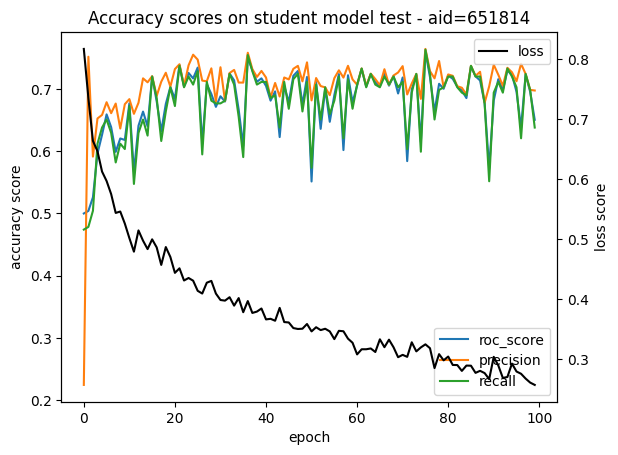 Accuracy scores on student model test - aid=651814
accuracy score
0.7
0.6
0.5
0.4
0.3
0.2
0
20
40
60
80
100
epoch
0.8
0.7
0.6
0.5
0.4
0.3
loss score
loss
roc_score
precision
recall